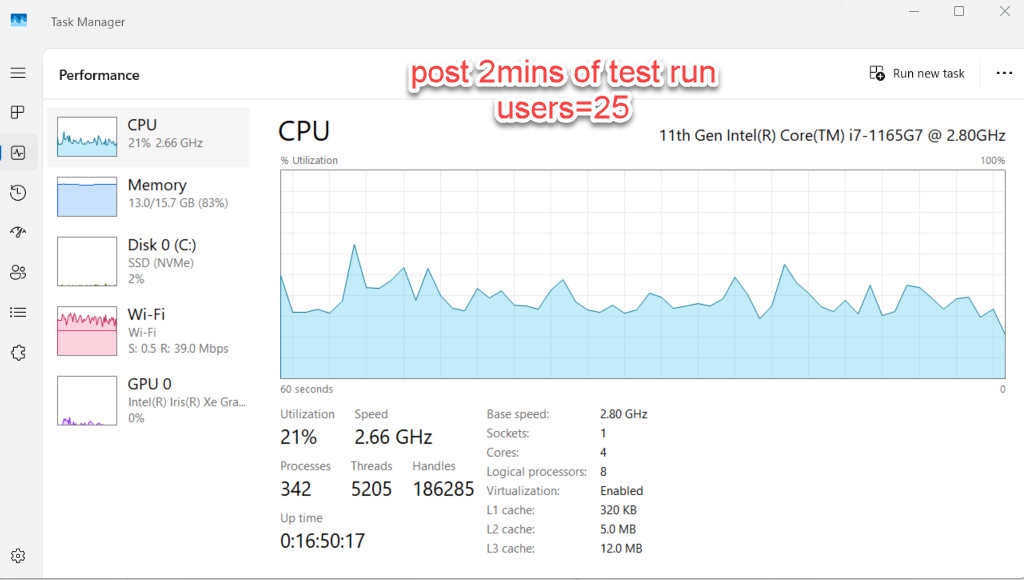 Task Manager
Performance
post 2mins of test run
users=25
Run new task
CPU
21% 2.66 GHz
Memory
13.0/15.7 GB (83%)
Disk 0 (C:)
SSD (NVMe)
2%
Wi-Fi
Wi-Fi
S: 0.5 R: 39.0 Mbps
GPU 0
Intel(R) Iris(R) Xe Gra...
0%
CPU
11th Gen Intel(R) Core(TM) i7-1165G7 @ 2.80GHz
% Utilization 100%
60 seconds 0
Utilization Speed
21% 2.66 GHz
Processes Threads Handles
342 5205 186285
Up time
0:16:50:17
Base speed: 2.80 GHz
Sockets: 1
Cores: 4
Logical processors: 8
Virtualization: Enabled
L1 cache: 320 KB
L2 cache: 5.0 MB
L3 cache: 12.0 MB